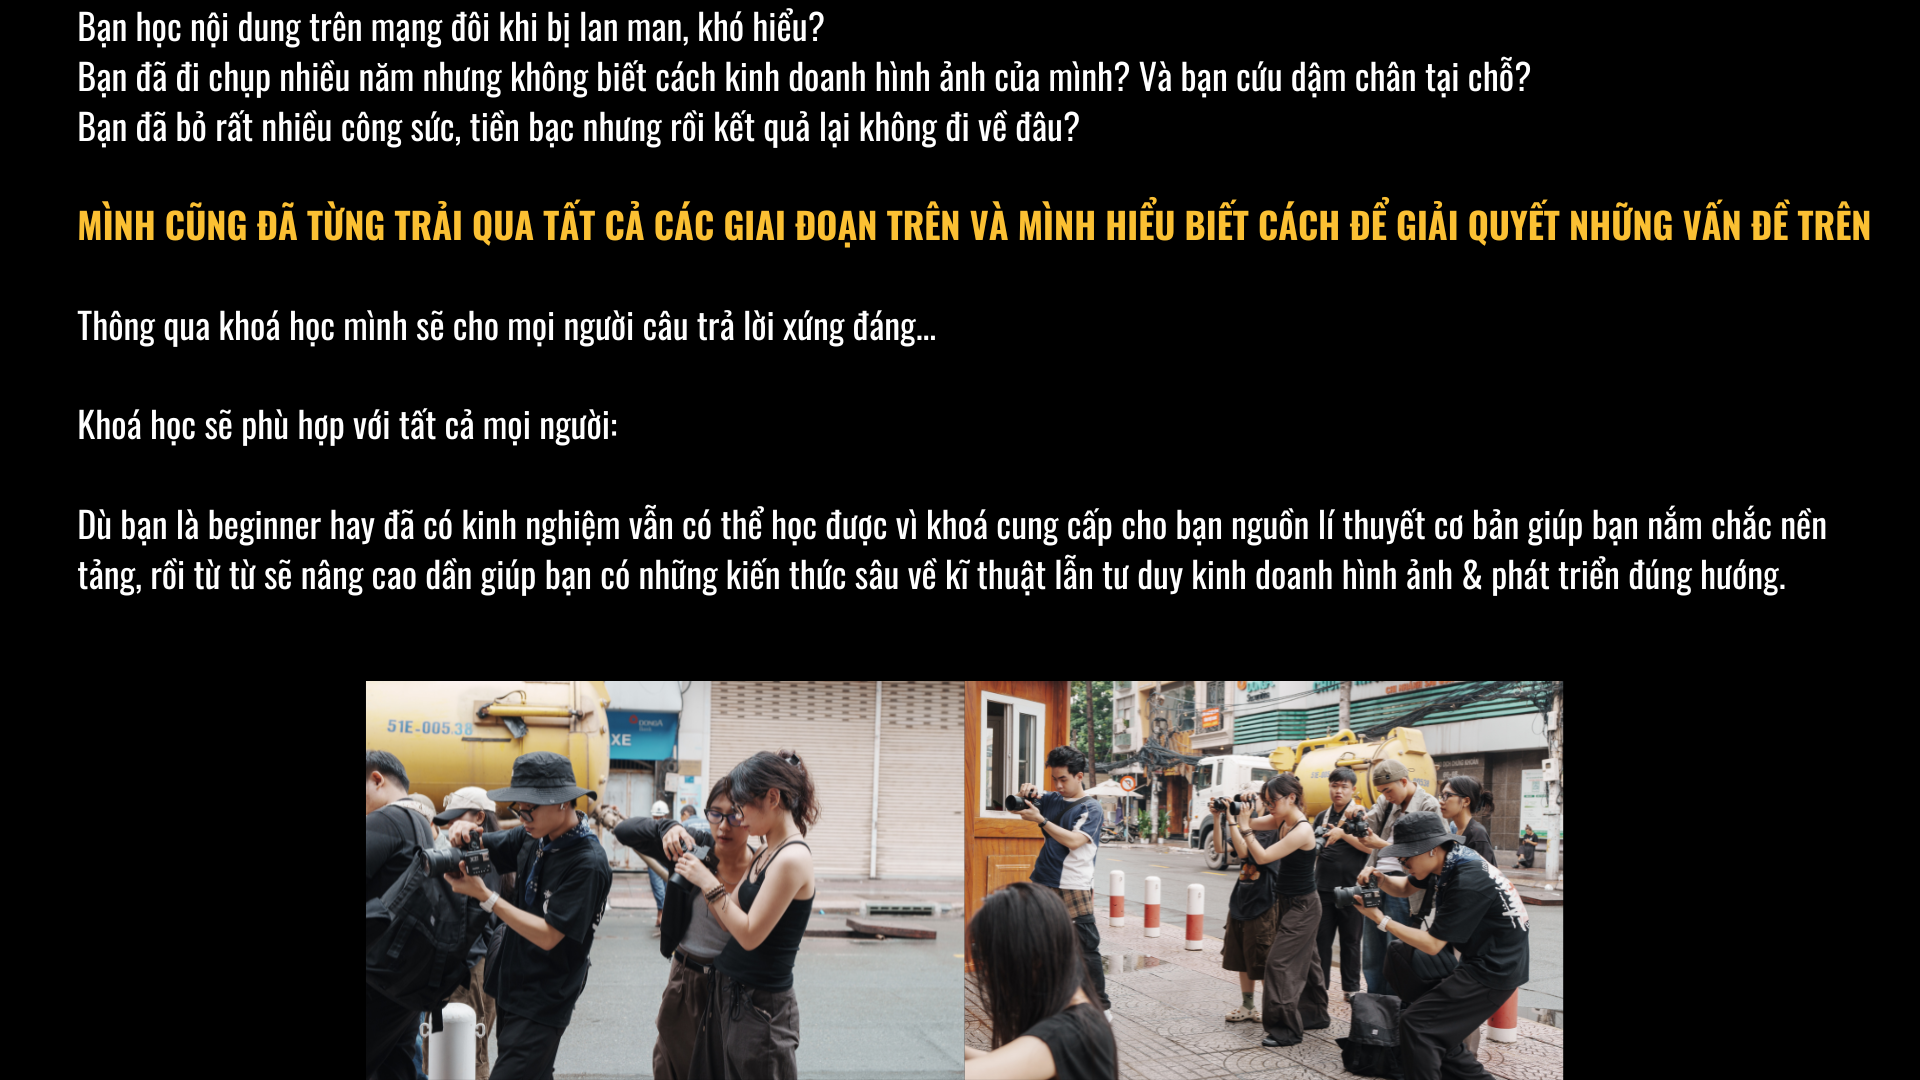 Bạn học nội dung trên mạng đôi khi bị lan man, khó hiểu?
Bạn đã đi chụp nhiều năm nhưng không biết cách kinh doanh hình ảnh của mình? Và bạn cứu dậm chân tại chỗ?
Bạn đã bỏ rất nhiều công sức, tiền bạc nhưng rồi kết quả lại không đi về đâu?
MÌNH CŨNG ĐÃ TỪNG TRẢI QUA TẤT CẢ CÁC GIAI ĐOẠN TRÊN VÀ MÌNH HIỂU BIẾT CÁCH ĐỂ GIẢI QUYẾT NHỮNG VẤN ĐỀ TRÊN
Thông qua khoá học mình sẽ cho mọi người câu trả lời xứng đáng...
Khoá học sẽ phù hợp với tất cả mọi người:
Dù bạn là beginner hay đã có kinh nghiệm vẫn có thể học được vì khoá cung cấp cho bạn nguồn lí thuyết cơ bản giúp bạn nắm chắc nền
tảng, rồi từ từ sẽ nâng cao dần giúp bạn có những kiến thức sâu về kĩ thuật lẫn tư duy kinh doanh hình ảnh & phát triển đúng hướng.
51E-005.38
DONGA
XE